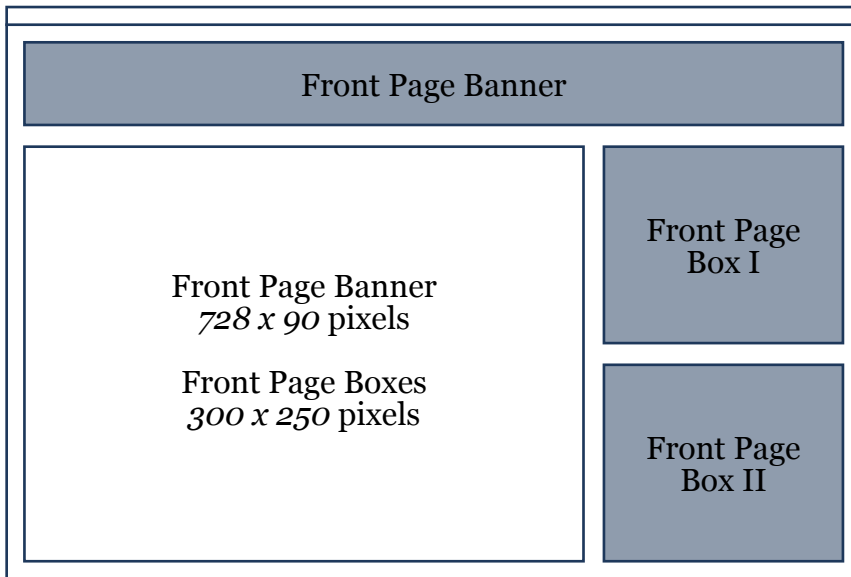 Front Page Banner
Front Page Banner
728 x 90 pixels
Front Page Boxes
300 x 250 pixels
Front Page
Box I
Front Page
Box II